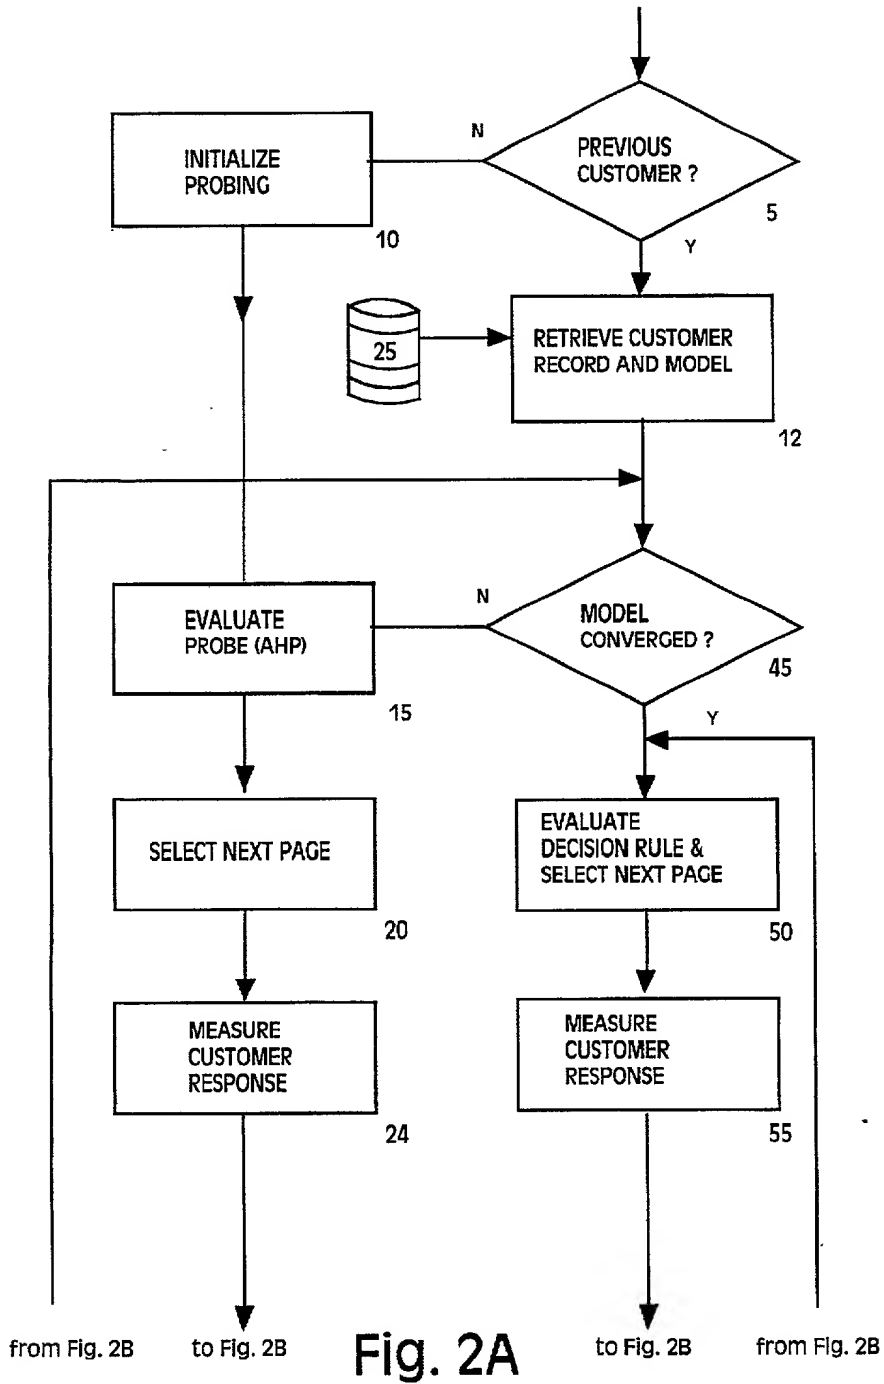 N
PREVIOUS
CUSTOMER ?
5
INITIALIZE
PROBING
10
Y
25
RETRIEVE CUSTOMER
RECORD AND MODEL
12
N
MODEL
CONVERGED ?
45
EVALUATE
PROBE (AHP)
15
Y
SELECT NEXT PAGE
20
EVALUATE
DECISION RULE &
SELECT NEXT PAGE
50
MEASURE
CUSTOMER
RESPONSE
24
MEASURE
CUSTOMER
RESPONSE
55
from Fig. 2B
to Fig. 2B
Fig. 2A
to Fig. 2B
from Fig. 2B